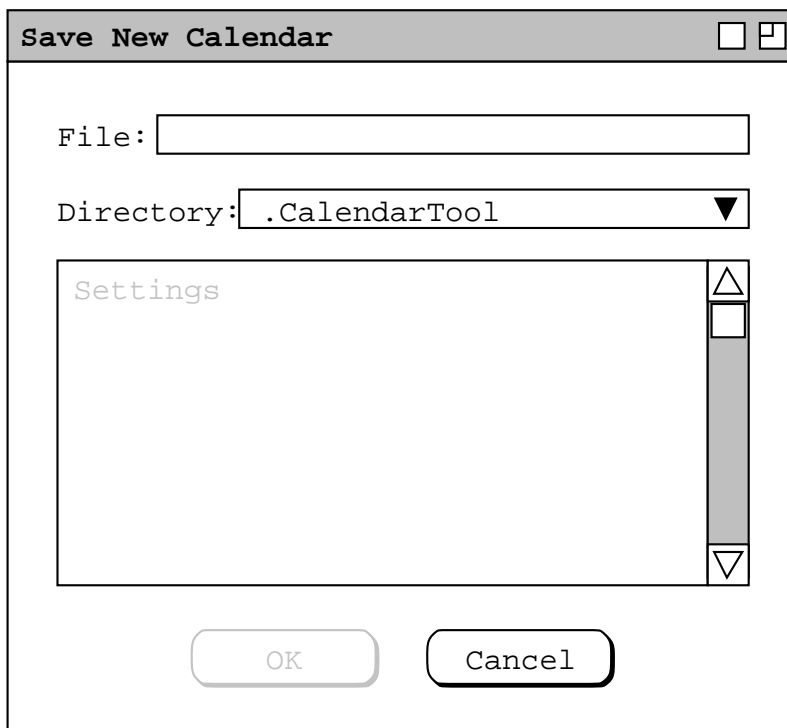 Save New Calendar
File:
Directory: .CalendarTool
Settings
OK Cancel